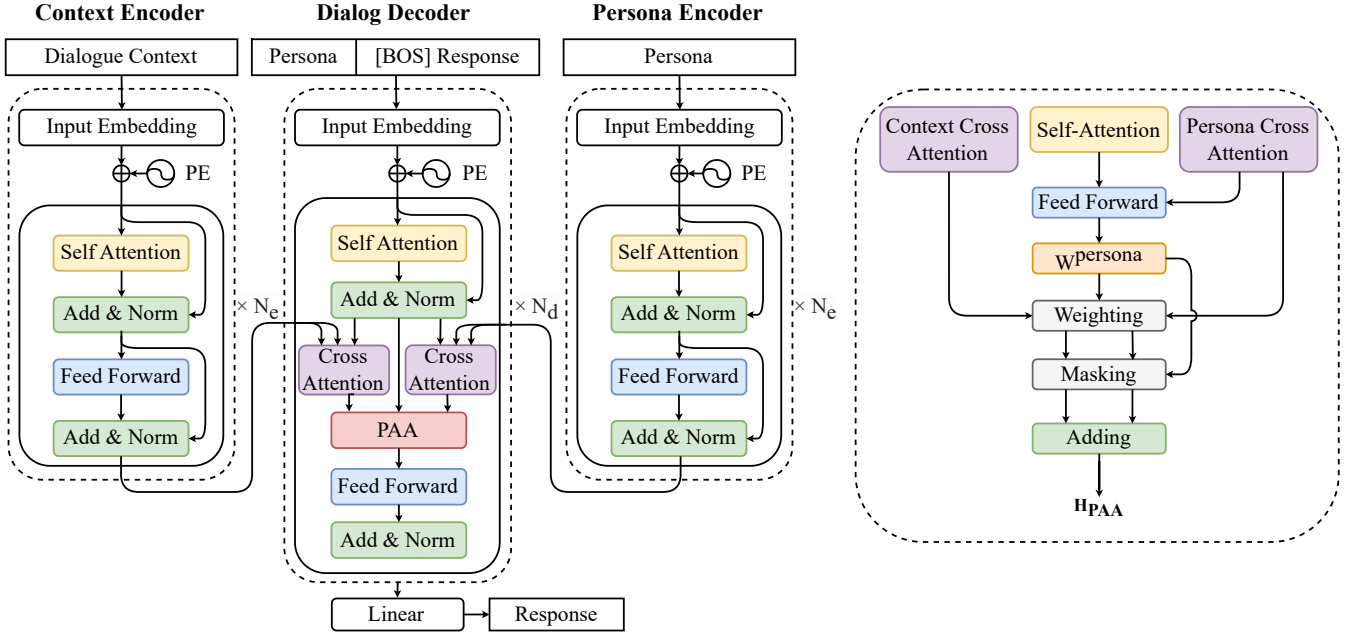 Context Encoder
Dialog Decoder
Persona Encoder
Dialogue Context
Persona
[BOS] Response
Persona
Input Embedding
Input Embedding
Input Embedding
PE
PE
PE
Self Attention
Add & Norm
Feed Forward
Add & Norm
× Ne
Self Attention
Add & Norm
Cross
Attention
Cross
Attention
PAA
Feed Forward
Add & Norm
× Nd
Linear
Response
Self Attention
Add & Norm
Feed Forward
Add & Norm
× Ne
Context Cross
Attention
Self-Attention
Persona Cross
Attention
Feed Forward
Wpersona
Weighting
Masking
Adding
HPAA